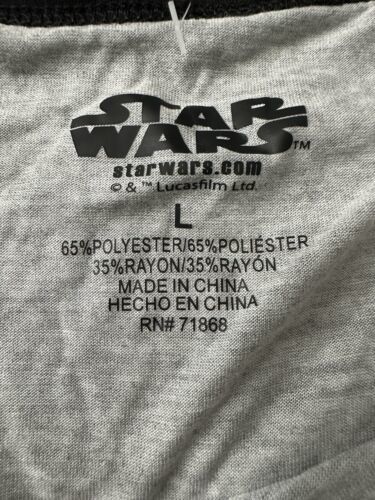 STAR
WARS™
starwars.com
© & ™ Lucasfilm Ltd.
L
65%POLYESTER/65%POLIÉSTER
35%RAYON/35%RAYÓN
MADE IN CHINA
HECHO EN CHINA
RN# 71868